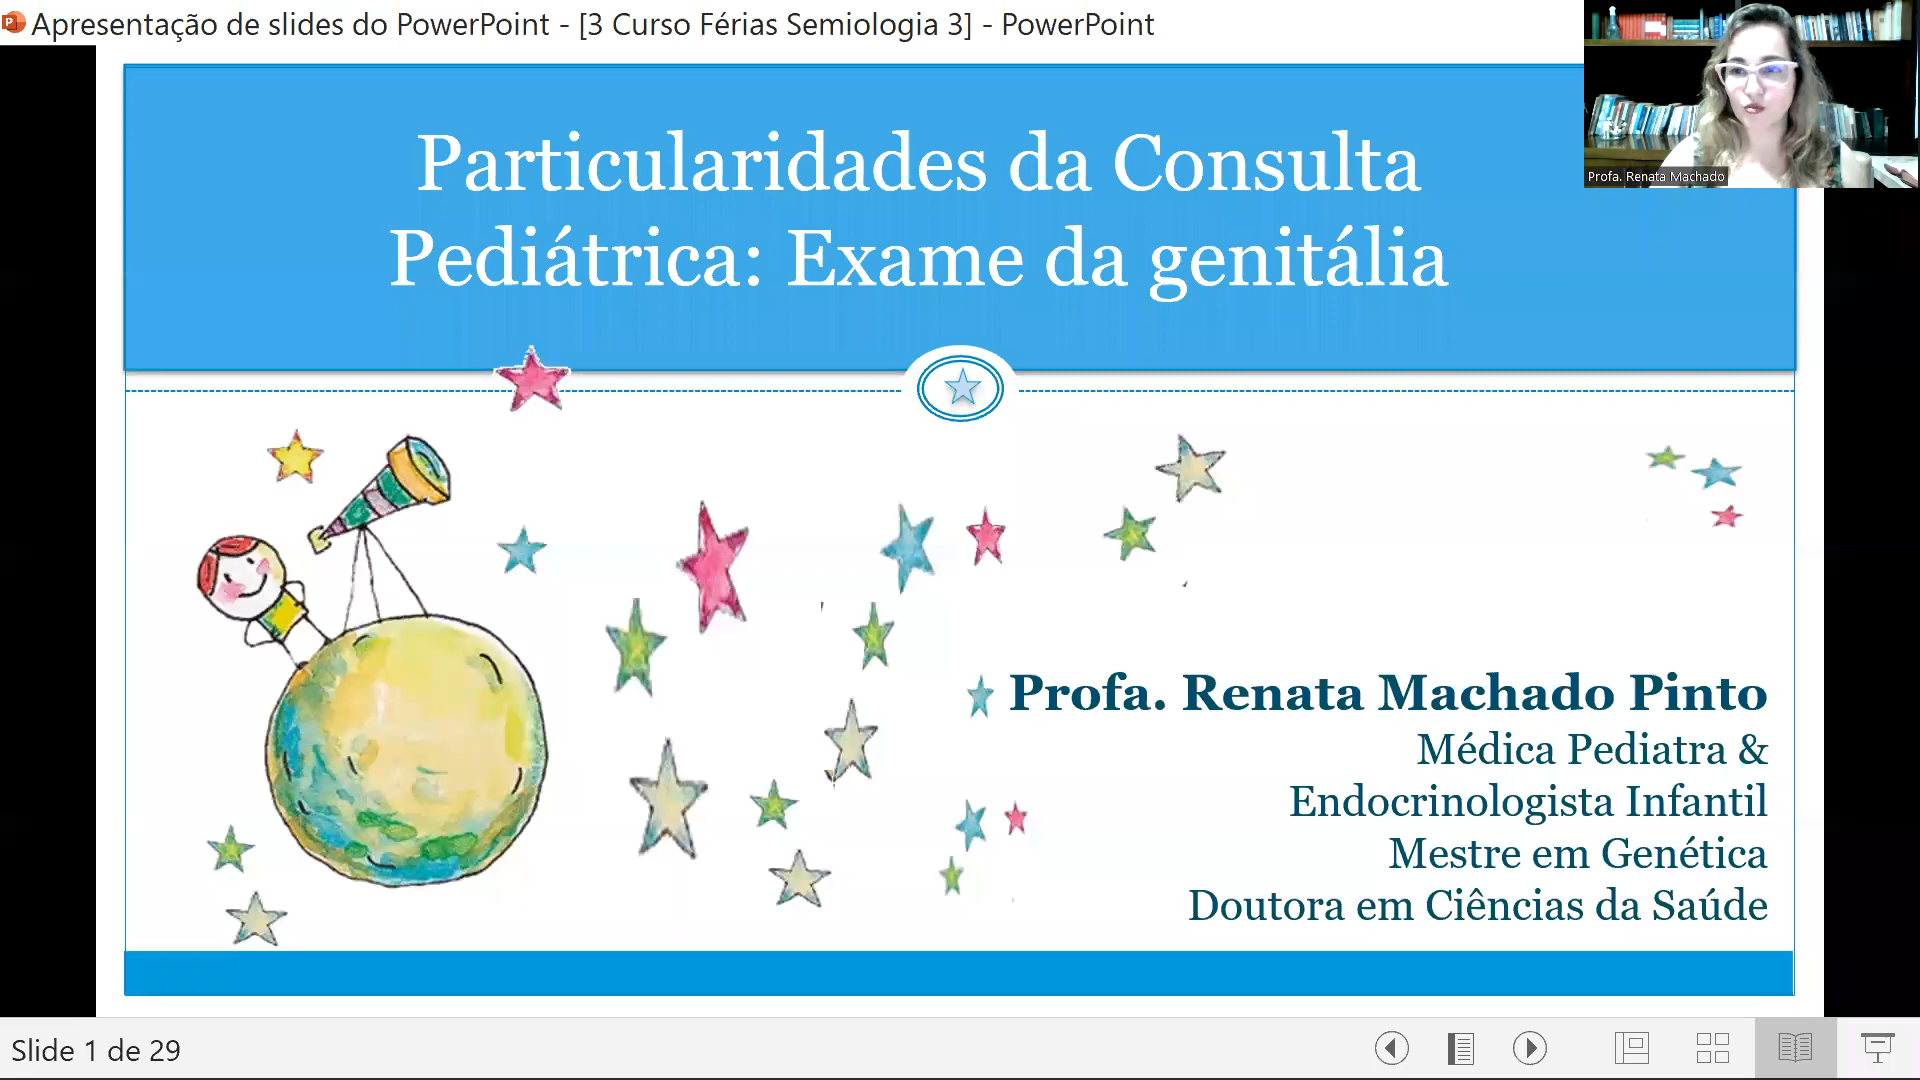 Apresentação de slides do PowerPoint - [3 Curso Férias Semiologia 3] - PowerPoint
Profa. Renata Machado
Particularidades da Consulta
Pediátrica: Exame da genitália
Profa. Renata Machado Pinto
Médica Pediatra &
Endocrinologista Infantil
Mestre em Genética
Doutora em Ciências da Saúde
Slide 1 de 29